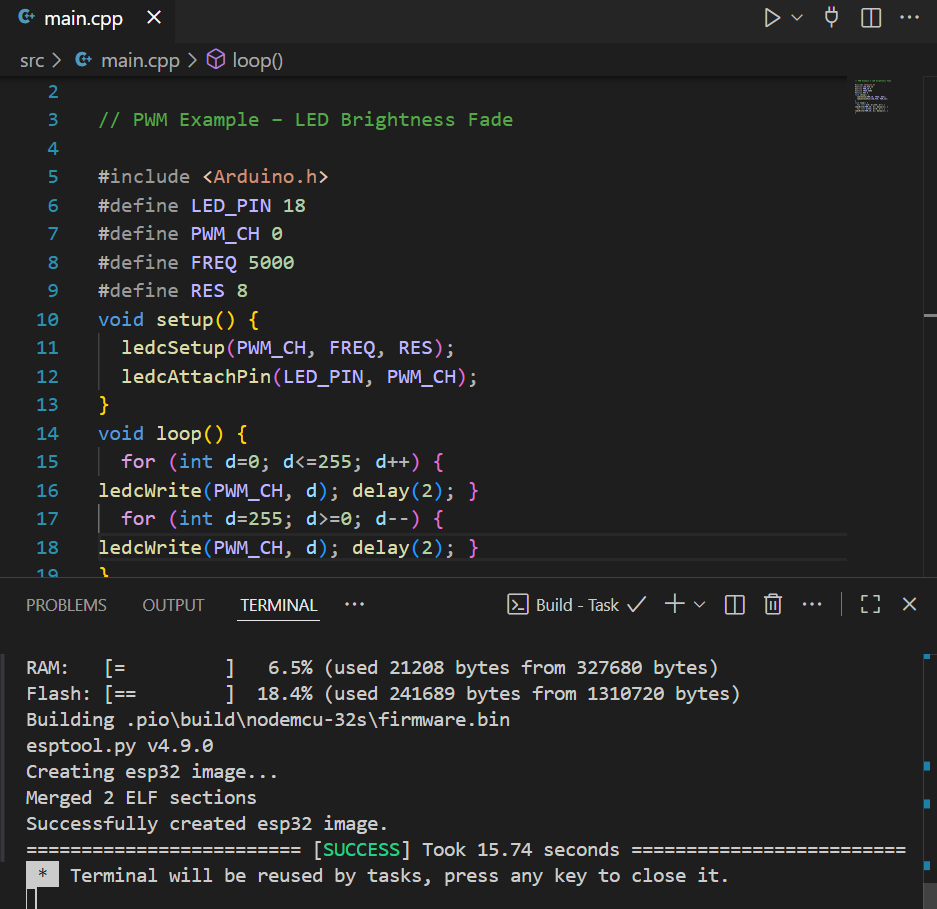 main.cpp
src > main.cpp > loop()
2
3 // PWM Example – LED Brightness Fade
4
5 #include <Arduino.h>
6 #define LED_PIN 18
7 #define PWM_CH 0
8 #define FREQ 5000
9 #define RES 8
10 void setup() {
11   ledcSetup(PWM_CH, FREQ, RES);
12   ledcAttachPin(LED_PIN, PWM_CH);
13 }
14 void loop() {
15   for (int d=0; d<=255; d++) {
16 ledcWrite(PWM_CH, d); delay(2); }
17   for (int d=255; d>=0; d--) {
18 ledcWrite(PWM_CH, d); delay(2); }
19 }
PROBLEMS OUTPUT TERMINAL ... Build - Task
RAM:   [=         ]   6.5% (used 21208 bytes from 327680 bytes)
Flash: [==        ]  18.4% (used 241689 bytes from 1310720 bytes)
Building .pio\build\nodemcu-32s\firmware.bin
esptool.py v4.9.0
Creating esp32 image...
Merged 2 ELF sections
Successfully created esp32 image.
========================= [SUCCESS] Took 15.74 seconds =========================
* Terminal will be reused by tasks, press any key to close it.